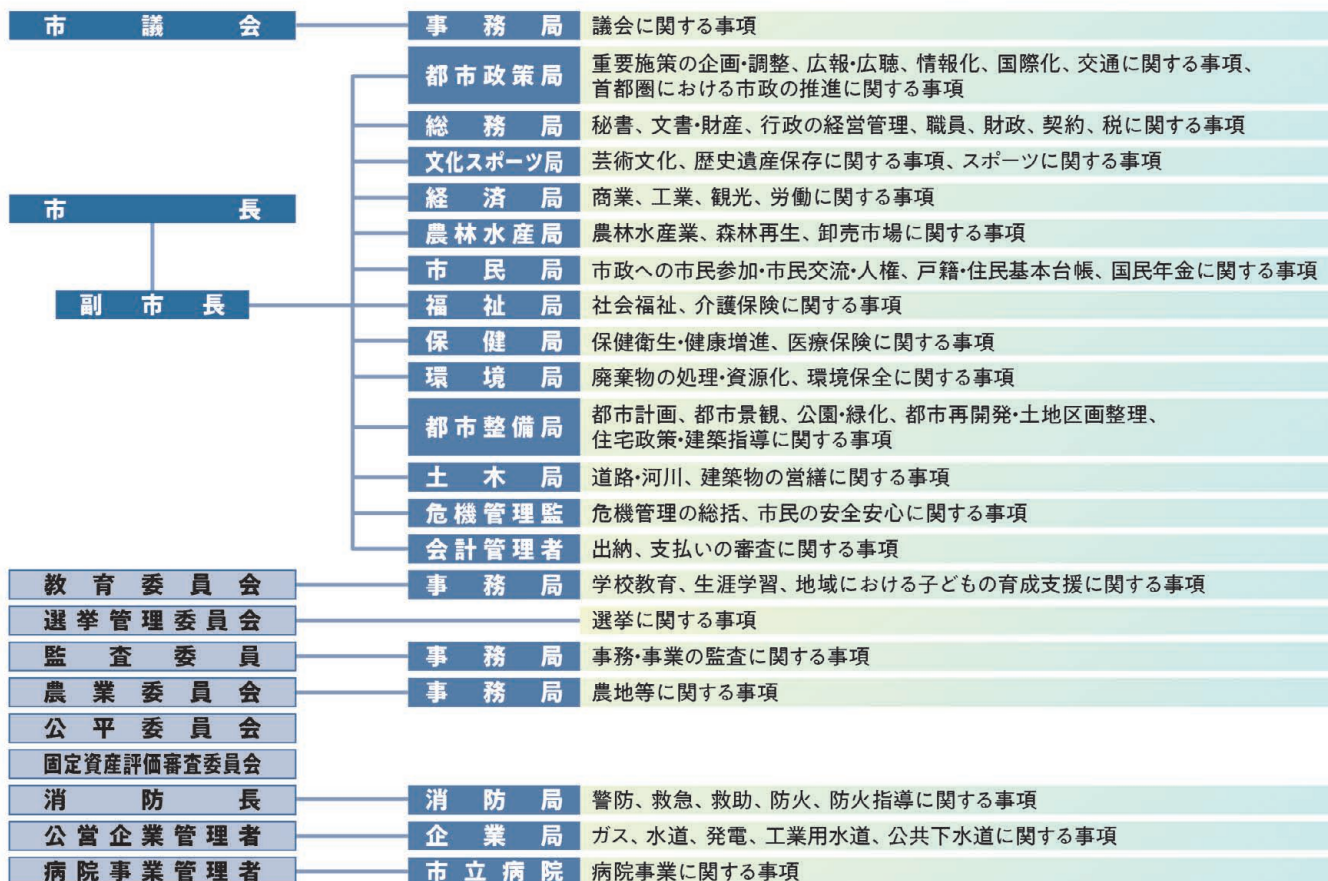 市議会 事務局 議会に関する事項
都市政策局 重要施策の企画・調整、広報・広聴、情報化、国際化、交通に関する事項、
首都圏における市政の推進に関する事項
総務局 秘書、文書・財産、行政の経営管理、職員、財政、契約、税に関する事項
文化スポーツ局 芸術文化、歴史遺産保存に関する事項、スポーツに関する事項
市長 経済局 商業、工業、観光、労働に関する事項
農林水産局 農林水産業、森林再生、卸売市場に関する事項
市民局 市政への市民参加・市民交流・人権、戸籍・住民基本台帳、国民年金に関する事項
副市長 福祉局 社会福祉、介護保険に関する事項
保健局 保健衛生・健康増進、医療保険に関する事項
環境局 廃棄物の処理・資源化、環境保全に関する事項
都市整備局 都市計画、都市景観、公園・緑化、都市再開発・土地区画整理、
住宅政策・建築指導に関する事項
土木局 道路・河川、建築物の営繕に関する事項
危機管理監 危機管理の総括、市民の安全安心に関する事項
会計管理者 出納、支払いの審査に関する事項
教育委員会 事務局 学校教育、生涯学習、地域における子どもの育成支援に関する事項
選挙管理委員会 選挙に関する事項
監査委員 事務局 事務・事業の監査に関する事項
農業委員会 事務局 農地等に関する事項
公平委員会
固定資産評価審査委員会
消防長 消防局 警防、救急、救助、防火、防火指導に関する事項
公営企業管理者 企業局 ガス、水道、発電、工業用水道、公共下水道に関する事項
病院事業管理者 市立病院 病院事業に関する事項